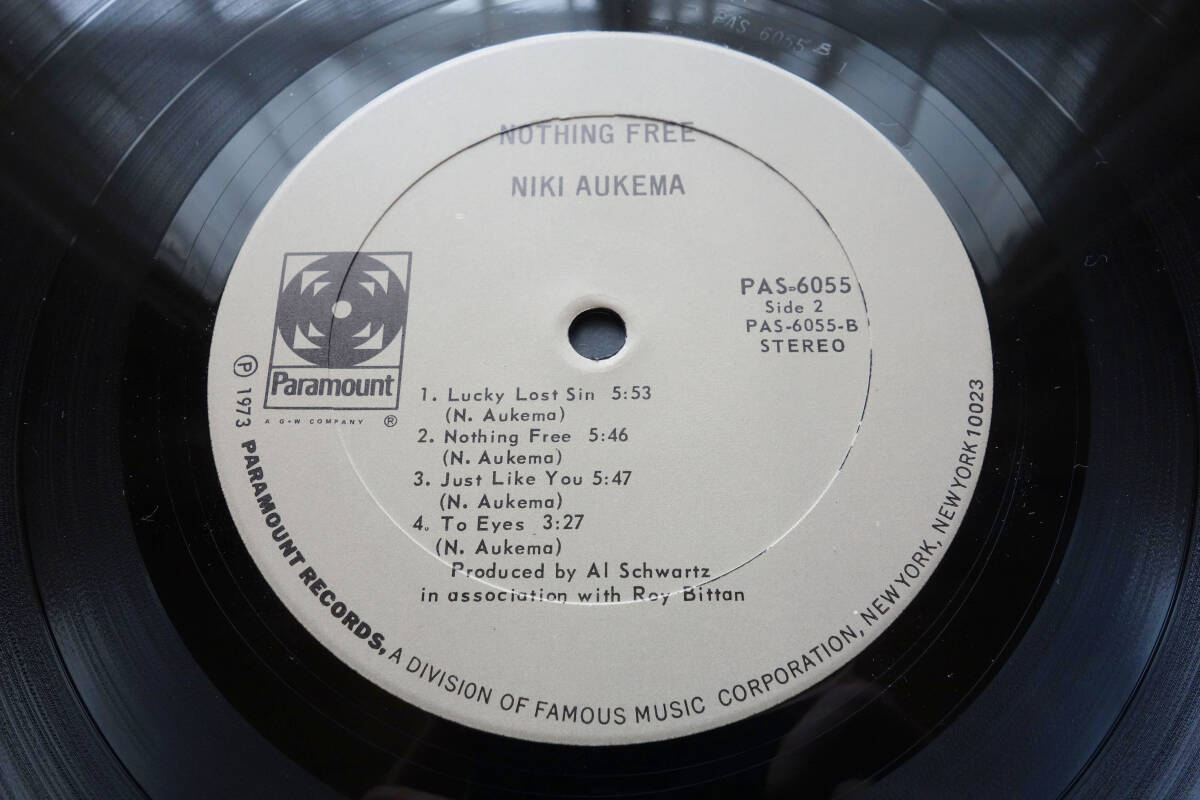 PAS 6055 B
NOTHING FREE
NIKI AUKEMA
PAS-6055
Side 2
PAS-6055-B
STEREO
Paramount
A G+W COMPANY ®
1. Lucky Lost Sin 5:53
(N. Aukema)
2. Nothing Free 5:46
(N. Aukema)
3. Just Like You 5:47
(N. Aukema)
4. To Eyes 3:27
(N. Aukema)
Produced by Al Schwartz
in association with Roy Bittan
Ⓟ 1973 PARAMOUNT RECORDS, A DIVISION OF FAMOUS MUSIC CORPORATION, NEW YORK, NEW YORK 10023